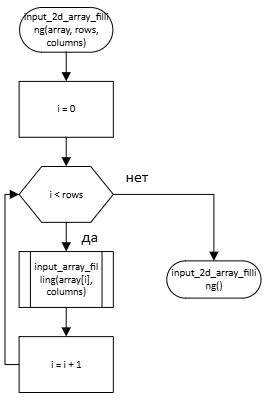 input_2d_array_filli
ng(array, rows,
columns)
i = 0
i < rows
нет
да
input_array_fil
ling(array[i],
columns)
input_2d_array_filli
ng()
i = i + 1